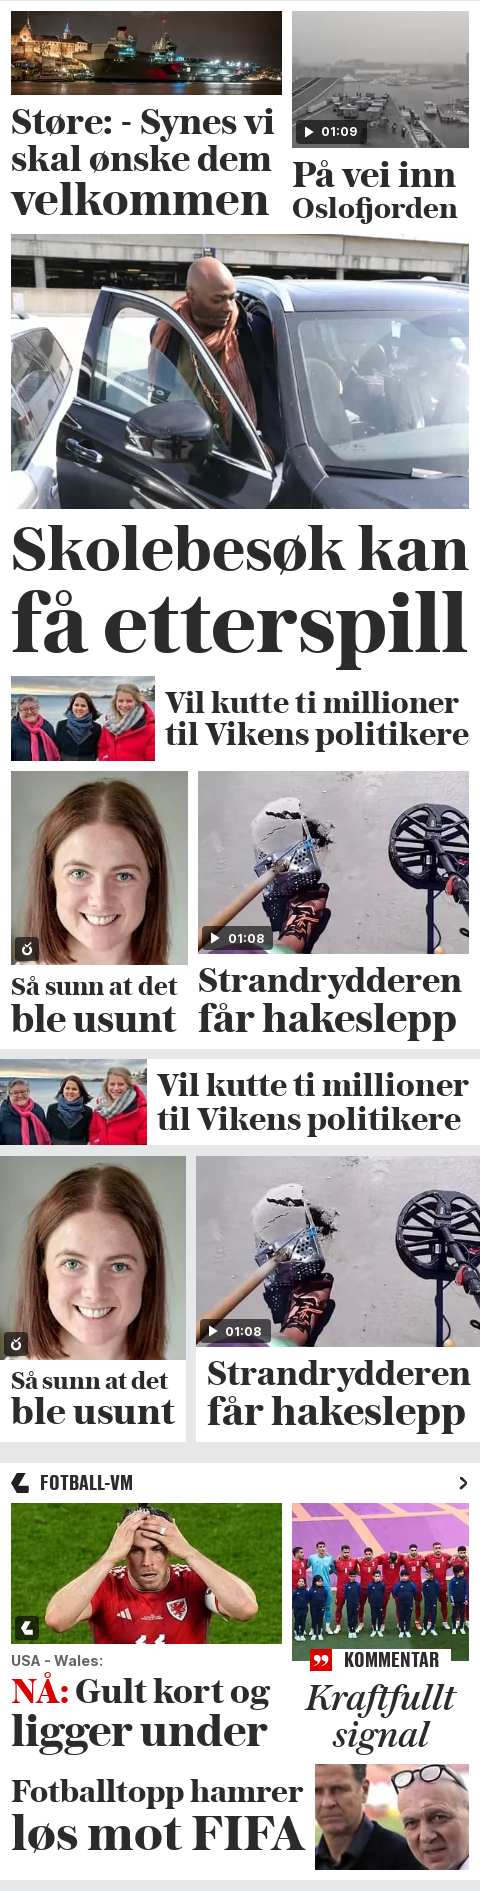 Støre: - Synes vi
skal ønske dem
velkommen
01:09
På vei inn
Oslofjorden
Skolebesøk kan
få etterspill
Vil kutte ti millioner
til Vikens politikere
Så sunn at det
ble usunt
01:08
Strandrydderen
får hakeslepp
Vil kutte ti millioner
til Vikens politikere
Så sunn at det
ble usunt
01:08
Strandrydderen
får hakeslepp
FOTBALL-VM
USA - Wales:
NÅ: Gult kort og
ligger under
KOMMENTAR
Kraftfullt
signal
Fotballtopp hamrer
løs mot FIFA